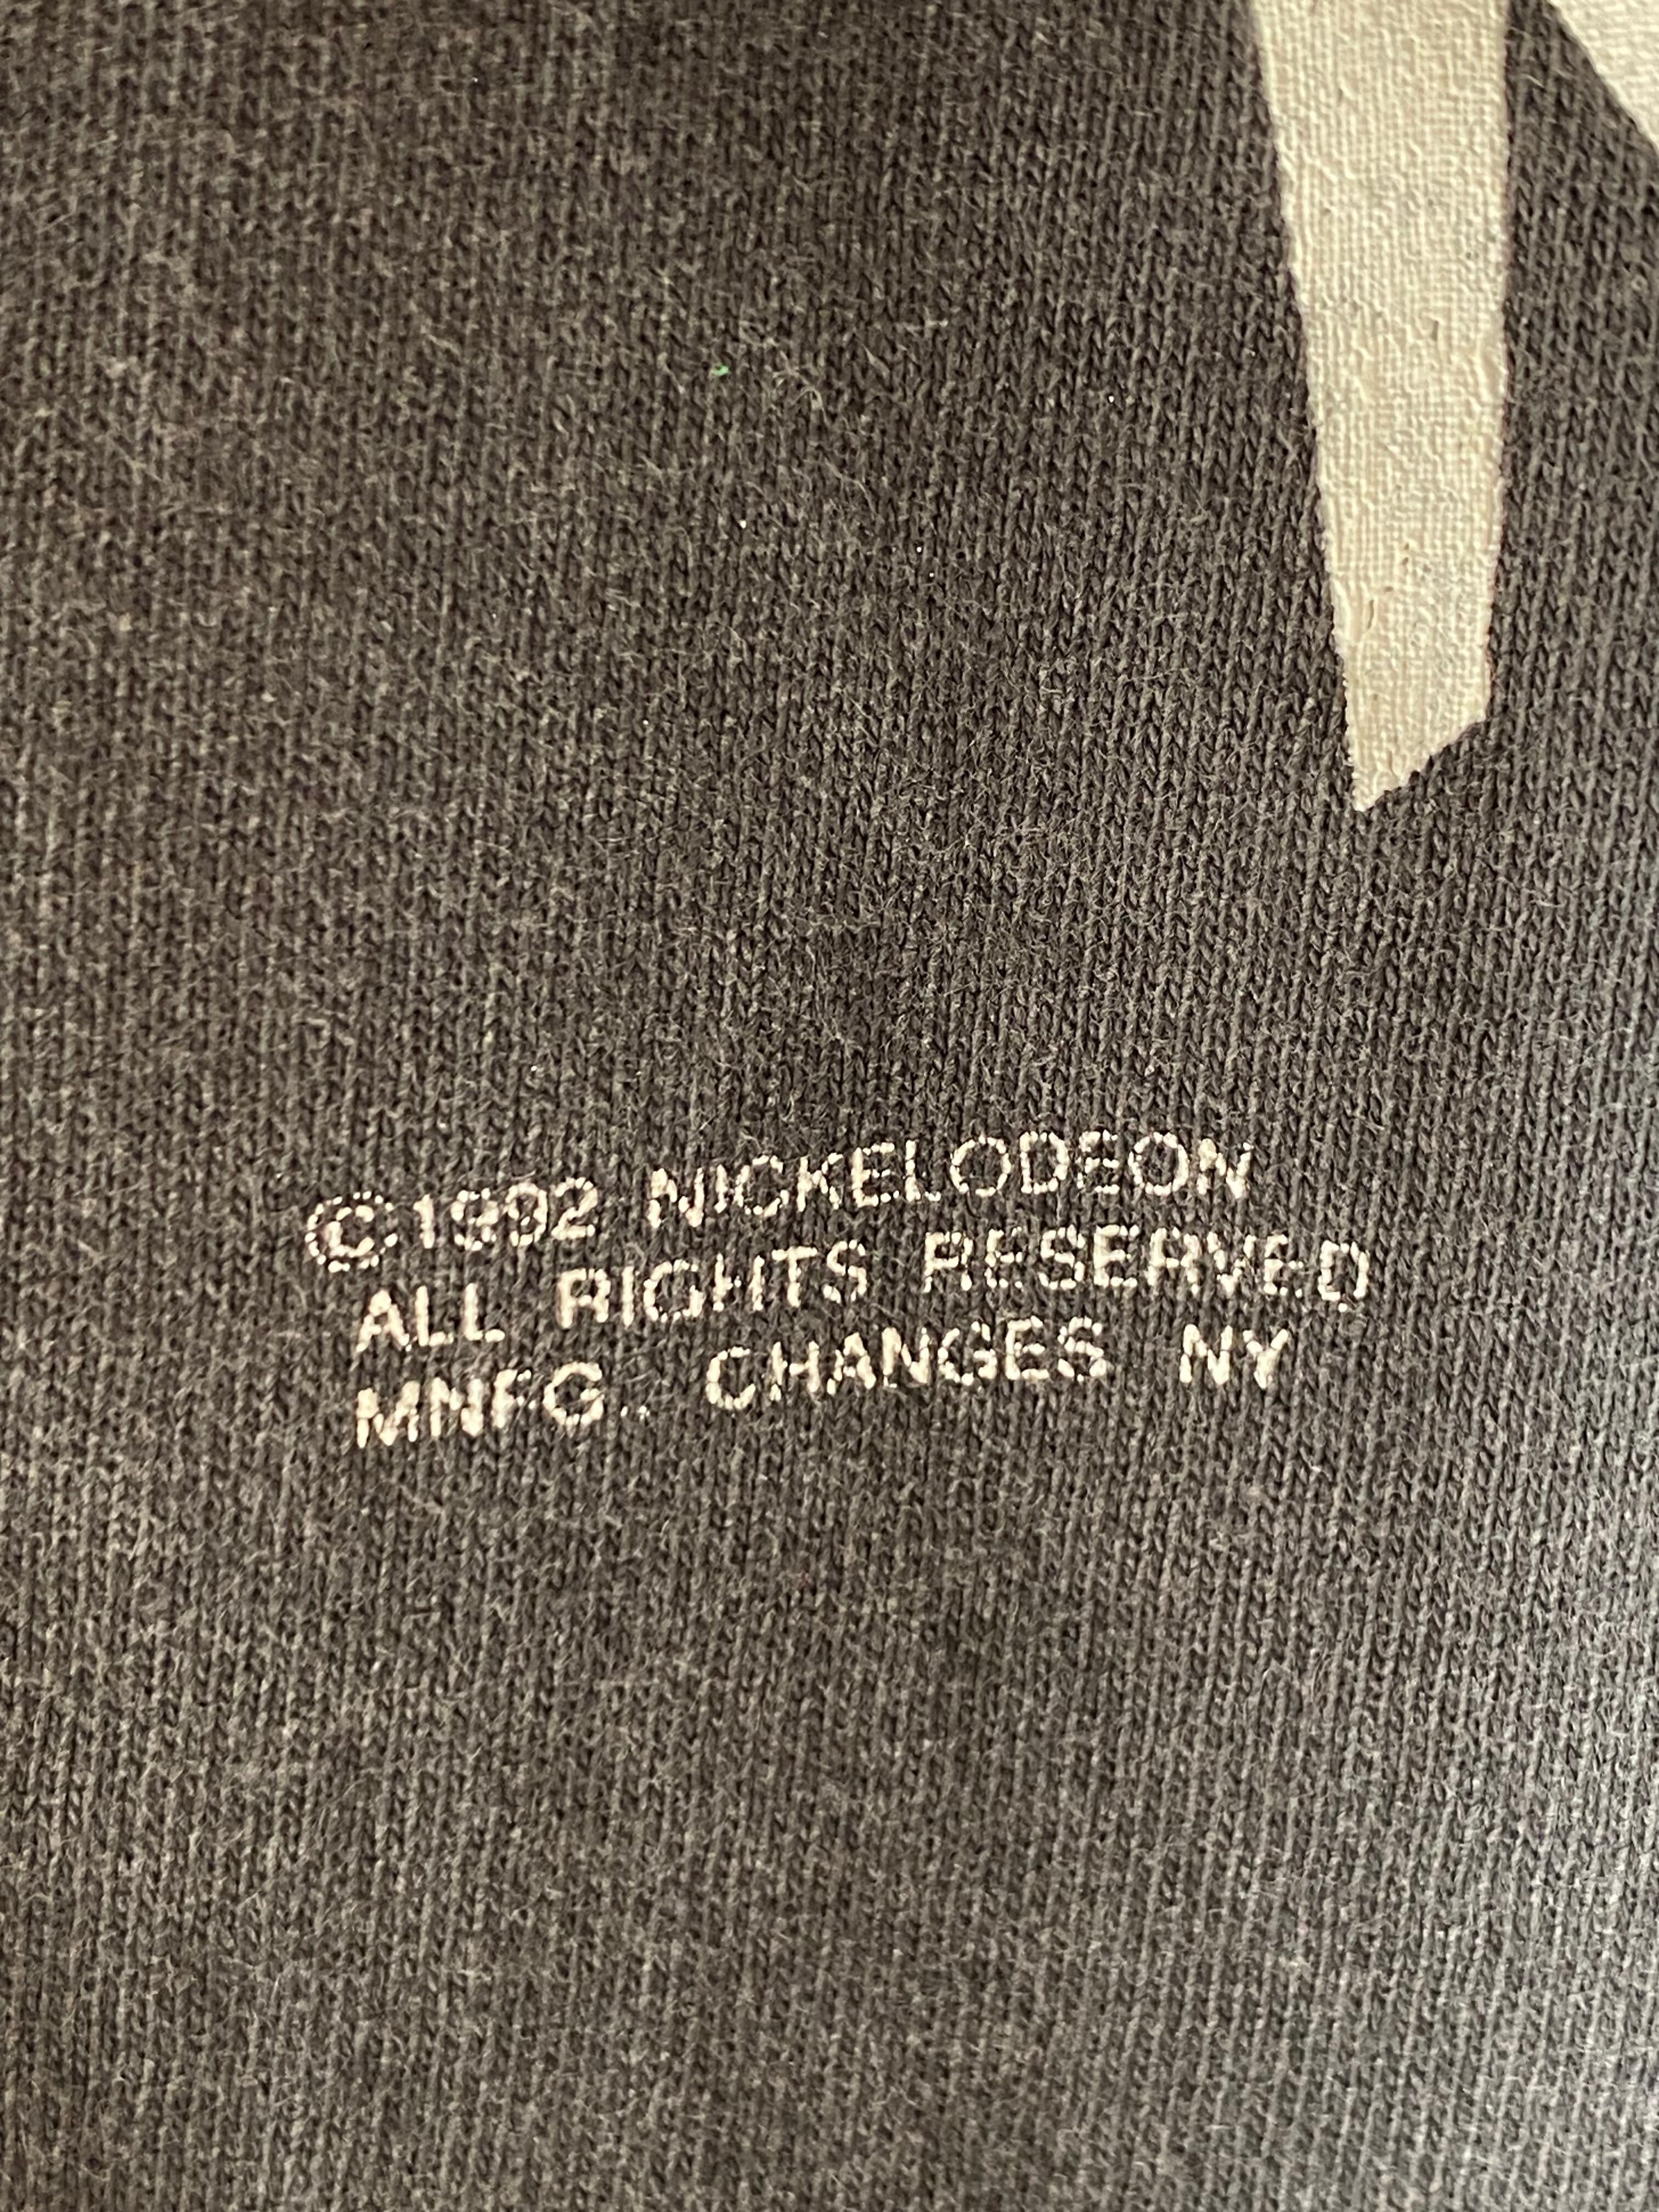 ©1992 NICKELODEON
ALL RIGHTS RESERVED
MNFG.. CHANGES NY